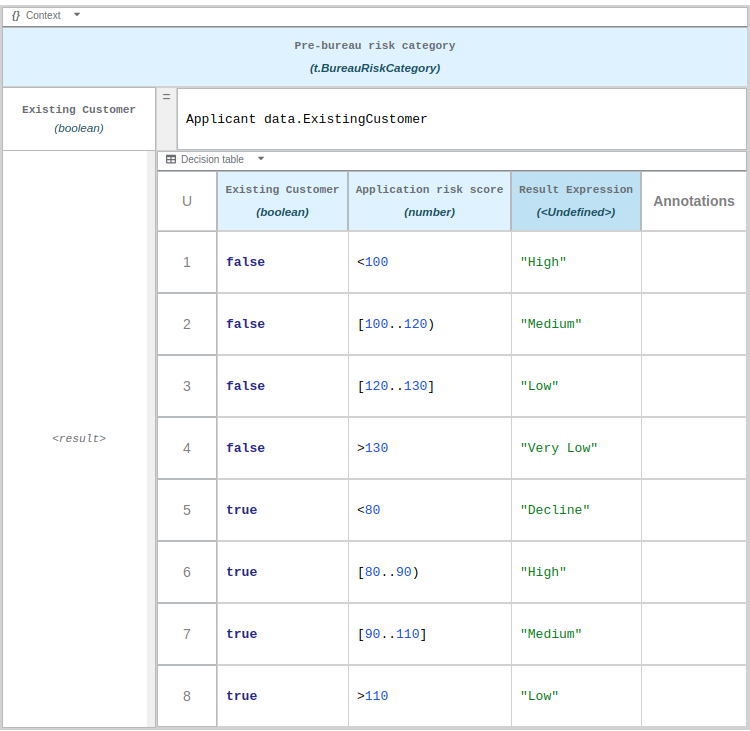 {} Context
Pre-bureau risk category
(t.BureauRiskCategory)
Existing Customer
(boolean)
=
Applicant data.ExistingCustomer
Decision table
U
Existing Customer
(boolean)
Application risk score
(number)
Result Expression
(<Undefined>)
Annotations
1 false <100 "High"
2 false [100..120) "Medium"
3 false [120..130] "Low"
4 false >130 "Very Low"
<result>
5 true <80 "Decline"
6 true [80..90) "High"
7 true [90..110] "Medium"
8 true >110 "Low"